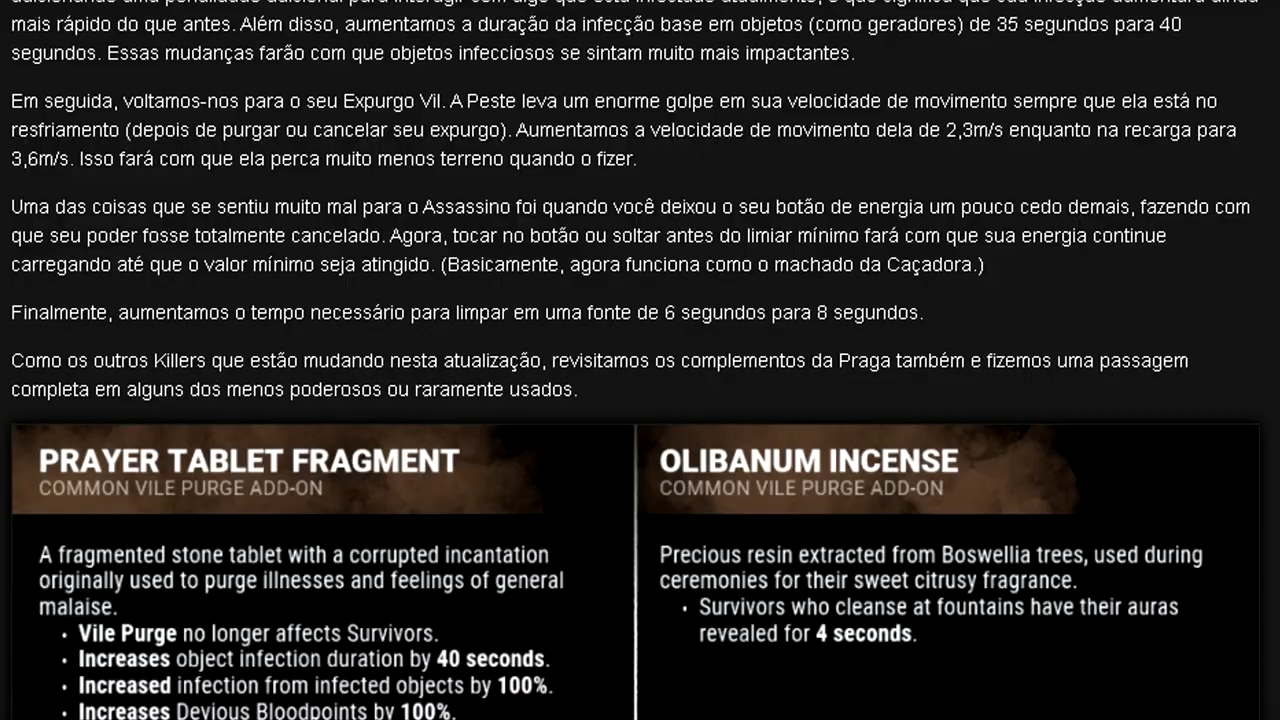 mais rápido do que antes. Além disso, aumentamos a duração da infecção base em objetos (como geradores) de 35 segundos para 40
segundos. Essas mudanças farão com que objetos infecciosos se sintam muito mais impactantes.
Em seguida, voltamos-nos para o seu Expurgo Vil. A Peste leva um enorme golpe em sua velocidade de movimento sempre que ela está no
resfriamento (depois de purgar ou cancelar seu expurgo). Aumentamos a velocidade de movimento dela de 2,3m/s enquanto na recarga para
3,6m/s. Isso fará com que ela perca muito menos terreno quando o fizer.
Uma das coisas que se sentiu muito mal para o Assassino foi quando você deixou o seu botão de energia um pouco cedo demais, fazendo com
que seu poder fosse totalmente cancelado. Agora, tocar no botão ou soltar antes do limiar mínimo fará com que sua energia continue
carregando até que o valor mínimo seja atingido. (Basicamente, agora funciona como o machado da Caçadora.)
Finalmente, aumentamos o tempo necessário para limpar em uma fonte de 6 segundos para 8 segundos.
Como os outros Killers que estão mudando nesta atualização, revisitamos os complementos da Praga também e fizemos uma passagem
completa em alguns dos menos poderosos ou raramente usados.
PRAYER TABLET FRAGMENT
COMMON VILE PURGE ADD-ON
A fragmented stone tablet with a corrupted incantation
originally used to purge illnesses and feelings of general
malaise.
• Vile Purge no longer affects Survivors.
• Increases object infection duration by 40 seconds.
• Increased infection from infected objects by 100%.
• Increases Devious Bloodpoints by 100%.
OLIBANUM INCENSE
COMMON VILE PURGE ADD-ON
Precious resin extracted from Boswellia trees, used during
ceremonies for their sweet citrusy fragrance.
• Survivors who cleanse at fountains have their auras
revealed for 4 seconds.